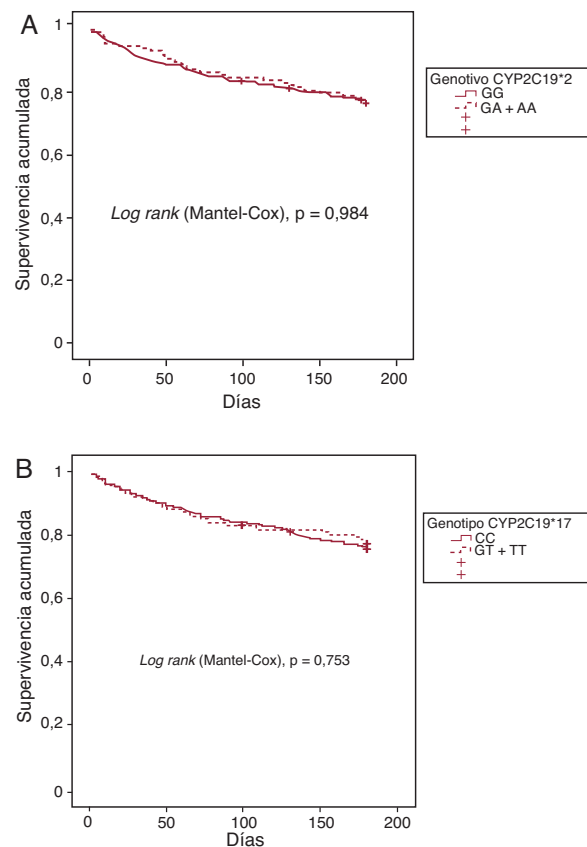 A
Supervivencia acumulada
1
0,8
0,6
0,4
0,2
0
Log rank (Mantel-Cox), p = 0,984
0
50
100
150
200
Días
Genotivo CYP2C19*2
GG
GA + AA
B
Supervivencia acumulada
1
0,8
0,6
0,4
0,2
0
Log rank (Mantel-Cox), p = 0,753
0
50
100
150
200
Días
Genotipo CYP2C19*17
CC
GT + TT